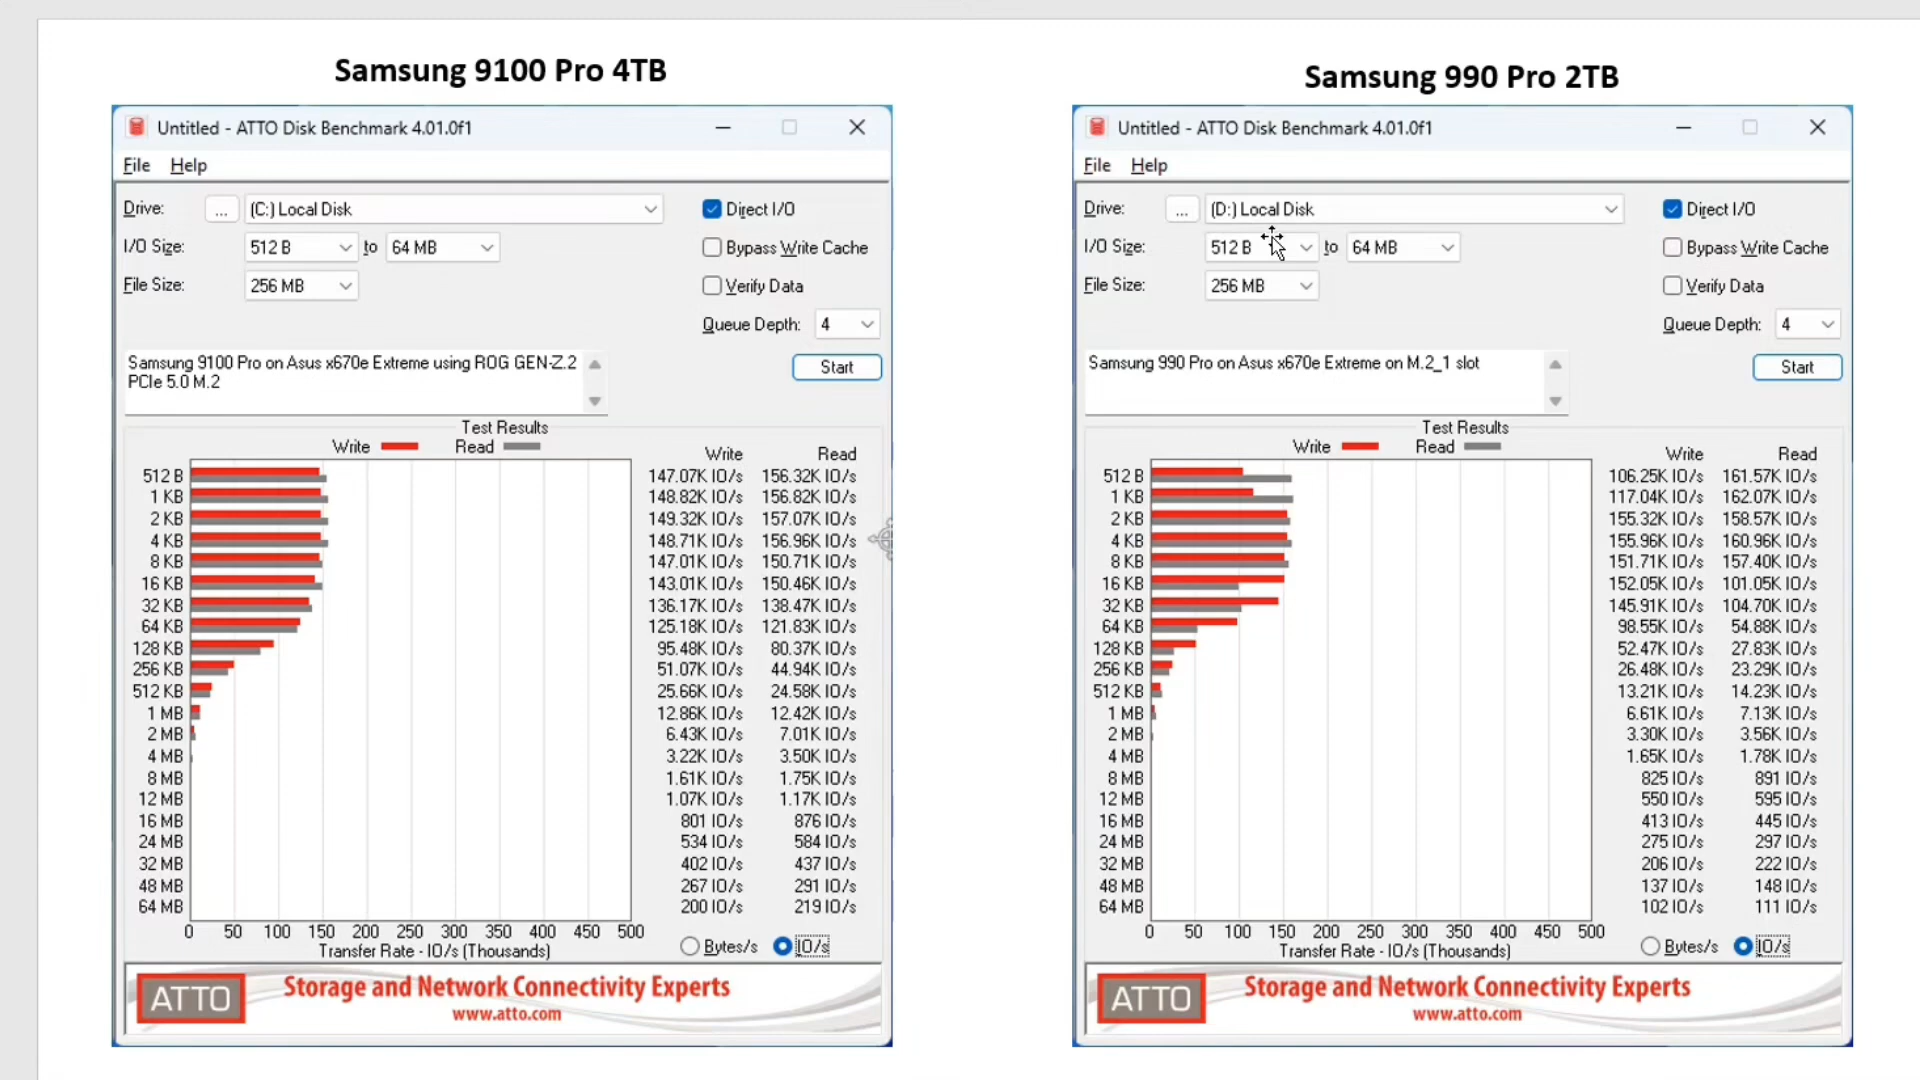 Samsung 9100 Pro 4TB
Untitled - ATTO Disk Benchmark 4.01.0f1
File Help
Drive: ... (C:) Local Disk Direct I/O
I/O Size: 512 B to 64 MB Bypass Write Cache
File Size: 256 MB Verify Data
Queue Depth: 4
Samsung 9100 Pro on Asus x670e Extreme using ROG GEN-Z.2
PCIe 5.0 M.2
Start
Test Results
Write Read
Write Read
512 B 147.07K IO/s 156.32K IO/s
1 KB 148.82K IO/s 156.82K IO/s
2 KB 149.32K IO/s 157.07K IO/s
4 KB 148.71K IO/s 156.96K IO/s
8 KB 147.01K IO/s 150.71K IO/s
16 KB 143.01K IO/s 150.46K IO/s
32 KB 136.17K IO/s 138.47K IO/s
64 KB 125.18K IO/s 121.83K IO/s
128 KB 95.48K IO/s 80.37K IO/s
256 KB 51.07K IO/s 44.94K IO/s
512 KB 25.66K IO/s 24.58K IO/s
1 MB 12.86K IO/s 12.42K IO/s
2 MB 6.43K IO/s 7.01K IO/s
4 MB 3.22K IO/s 3.50K IO/s
8 MB 1.61K IO/s 1.75K IO/s
12 MB 1.07K IO/s 1.17K IO/s
16 MB 801 IO/s 876 IO/s
24 MB 534 IO/s 584 IO/s
32 MB 402 IO/s 437 IO/s
48 MB 267 IO/s 291 IO/s
64 MB 200 IO/s 219 IO/s
0 50 100 150 200 250 300 350 400 450 500
Transfer Rate - IO/s (Thousands)
Bytes/s IO/s
ATTO
Storage and Network Connectivity Experts
www.atto.com
Samsung 990 Pro 2TB
Untitled - ATTO Disk Benchmark 4.01.0f1
File Help
Drive: ... (D:) Local Disk Direct I/O
I/O Size: 512 B to 64 MB Bypass Write Cache
File Size: 256 MB Verify Data
Queue Depth: 4
Samsung 990 Pro on Asus x670e Extreme on M.2_1 slot
Start
Test Results
Write Read
Write Read
512 B 106.25K IO/s 161.57K IO/s
1 KB 117.04K IO/s 162.07K IO/s
2 KB 155.32K IO/s 158.57K IO/s
4 KB 155.96K IO/s 160.96K IO/s
8 KB 151.71K IO/s 157.40K IO/s
16 KB 152.05K IO/s 101.05K IO/s
32 KB 145.91K IO/s 104.70K IO/s
64 KB 98.55K IO/s 54.88K IO/s
128 KB 52.47K IO/s 27.83K IO/s
256 KB 26.48K IO/s 23.29K IO/s
512 KB 13.21K IO/s 14.23K IO/s
1 MB 6.61K IO/s 7.13K IO/s
2 MB 3.30K IO/s 3.56K IO/s
4 MB 1.65K IO/s 1.78K IO/s
8 MB 825 IO/s 891 IO/s
12 MB 550 IO/s 595 IO/s
16 MB 413 IO/s 445 IO/s
24 MB 275 IO/s 297 IO/s
32 MB 206 IO/s 222 IO/s
48 MB 137 IO/s 148 IO/s
64 MB 102 IO/s 111 IO/s
0 50 100 150 200 250 300 350 400 450 500
Transfer Rate - IO/s (Thousands)
Bytes/s IO/s
ATTO
Storage and Network Connectivity Experts
www.atto.com